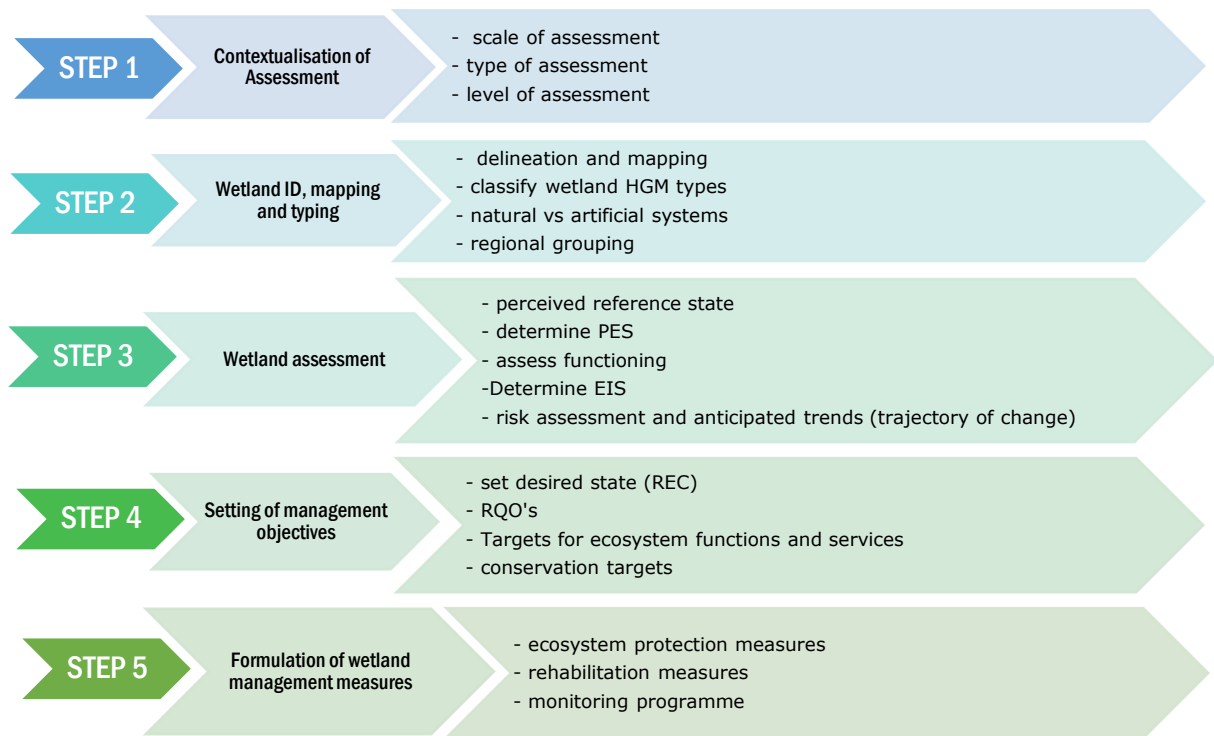 STEP 1
Contextualisation of
Assessment
- scale of assessment
- type of assessment
- level of assessment
STEP 2
Wetland ID, mapping
and typing
- delineation and mapping
- classify wetland HGM types
- natural vs artificial systems
- regional grouping
STEP 3
Wetland assessment
- perceived reference state
- determine PES
- assess functioning
-Determine EIS
- risk assessment and anticipated trends (trajectory of change)
STEP 4
Setting of management
objectives
- set desired state (REC)
- RQO's
- Targets for ecosystem functions and services
- conservation targets
STEP 5
Formulation of wetland
management measures
- ecosystem protection measures
- rehabilitation measures
- monitoring programme